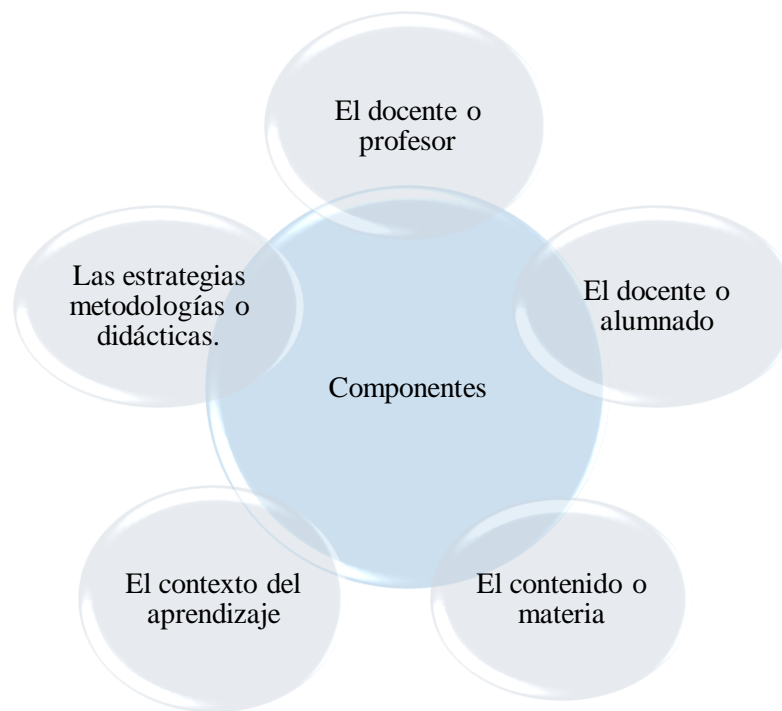 El docente o
profesor
El docente o
alumnado
El contenido o
materia
El contexto del
aprendizaje
Las estrategias
metodologías o
didácticas.
Componentes